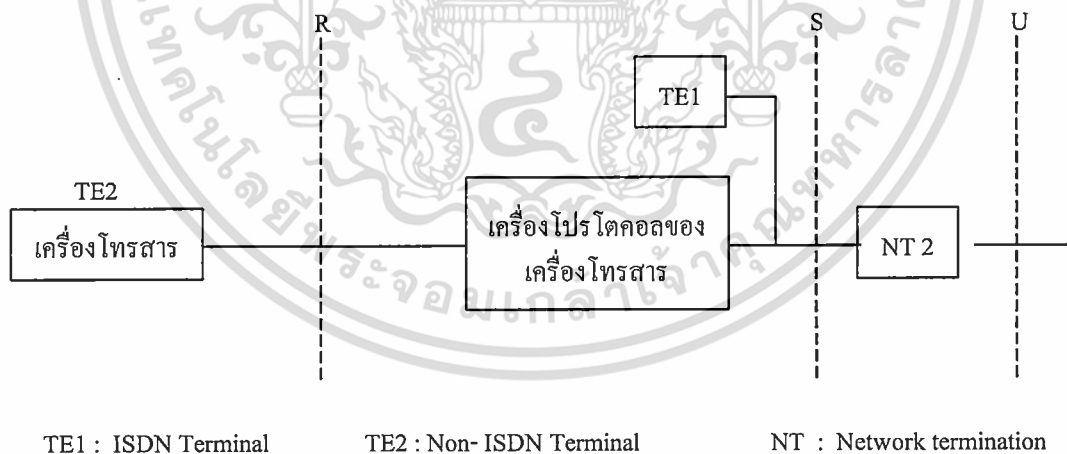 R S U
TE1
TE2
เครื่องโทรสาร
เครื่องโปรโตคอลของ
เครื่องโทรสาร
NT 2
TE1 : ISDN Terminal TE2 : Non- ISDN Terminal NT : Network termination